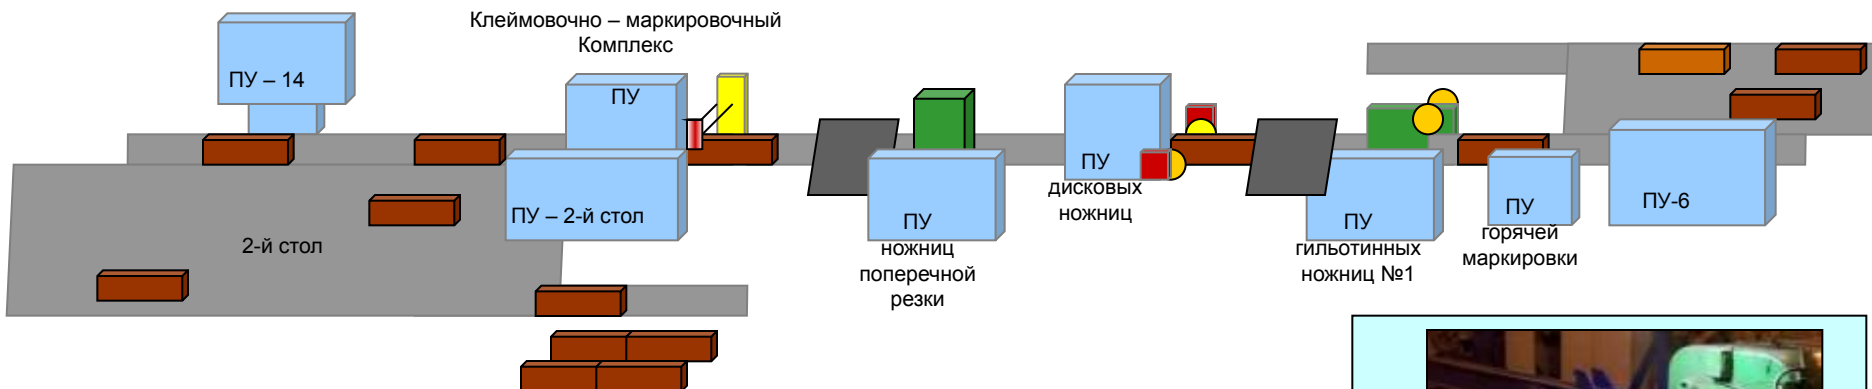 Клеймовочно – маркировочный
Комплекс
ПУ – 14
ПУ
ПУ – 2-й стол
2-й стол
ПУ
ножниц
поперечной
резки
ПУ
дисковых
ножниц
ПУ
гильотинных
ножниц №1
ПУ
горячей
маркировки
ПУ-6